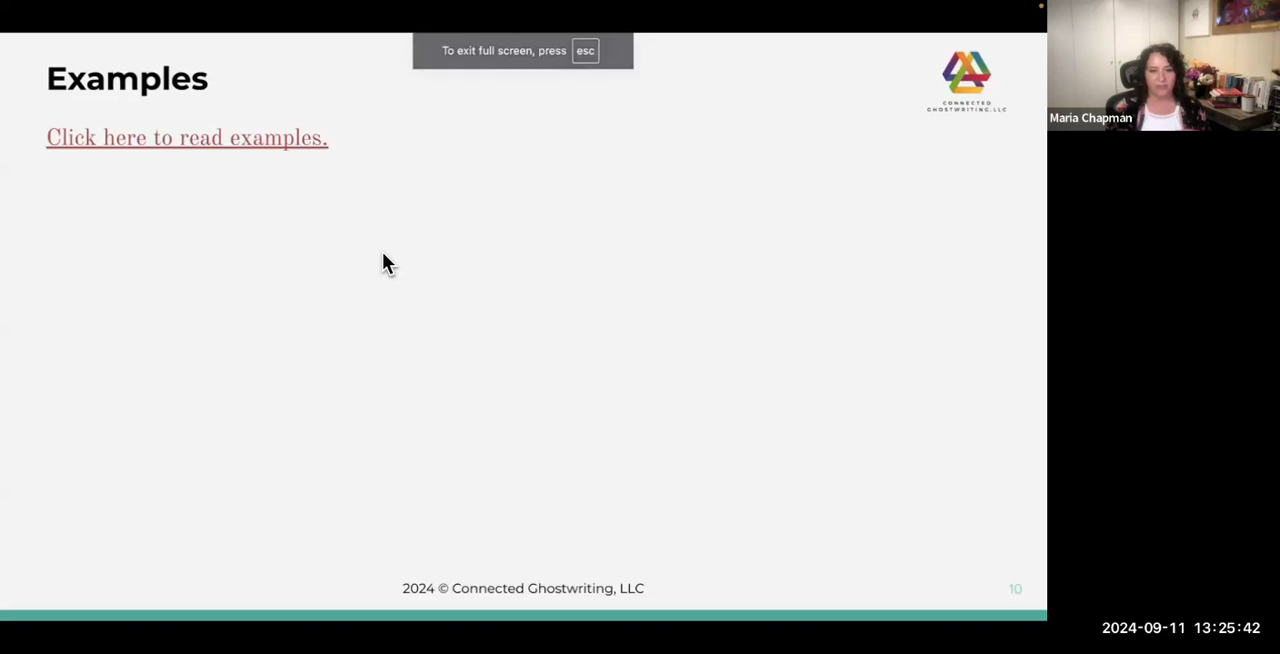 To exit full screen, press esc
Examples
CONNECTED
GHOSTWRITING, LLC
Click here to read examples.
Maria Chapman
2024 © Connected Ghostwriting, LLC
10
2024-09-11 13:25:42